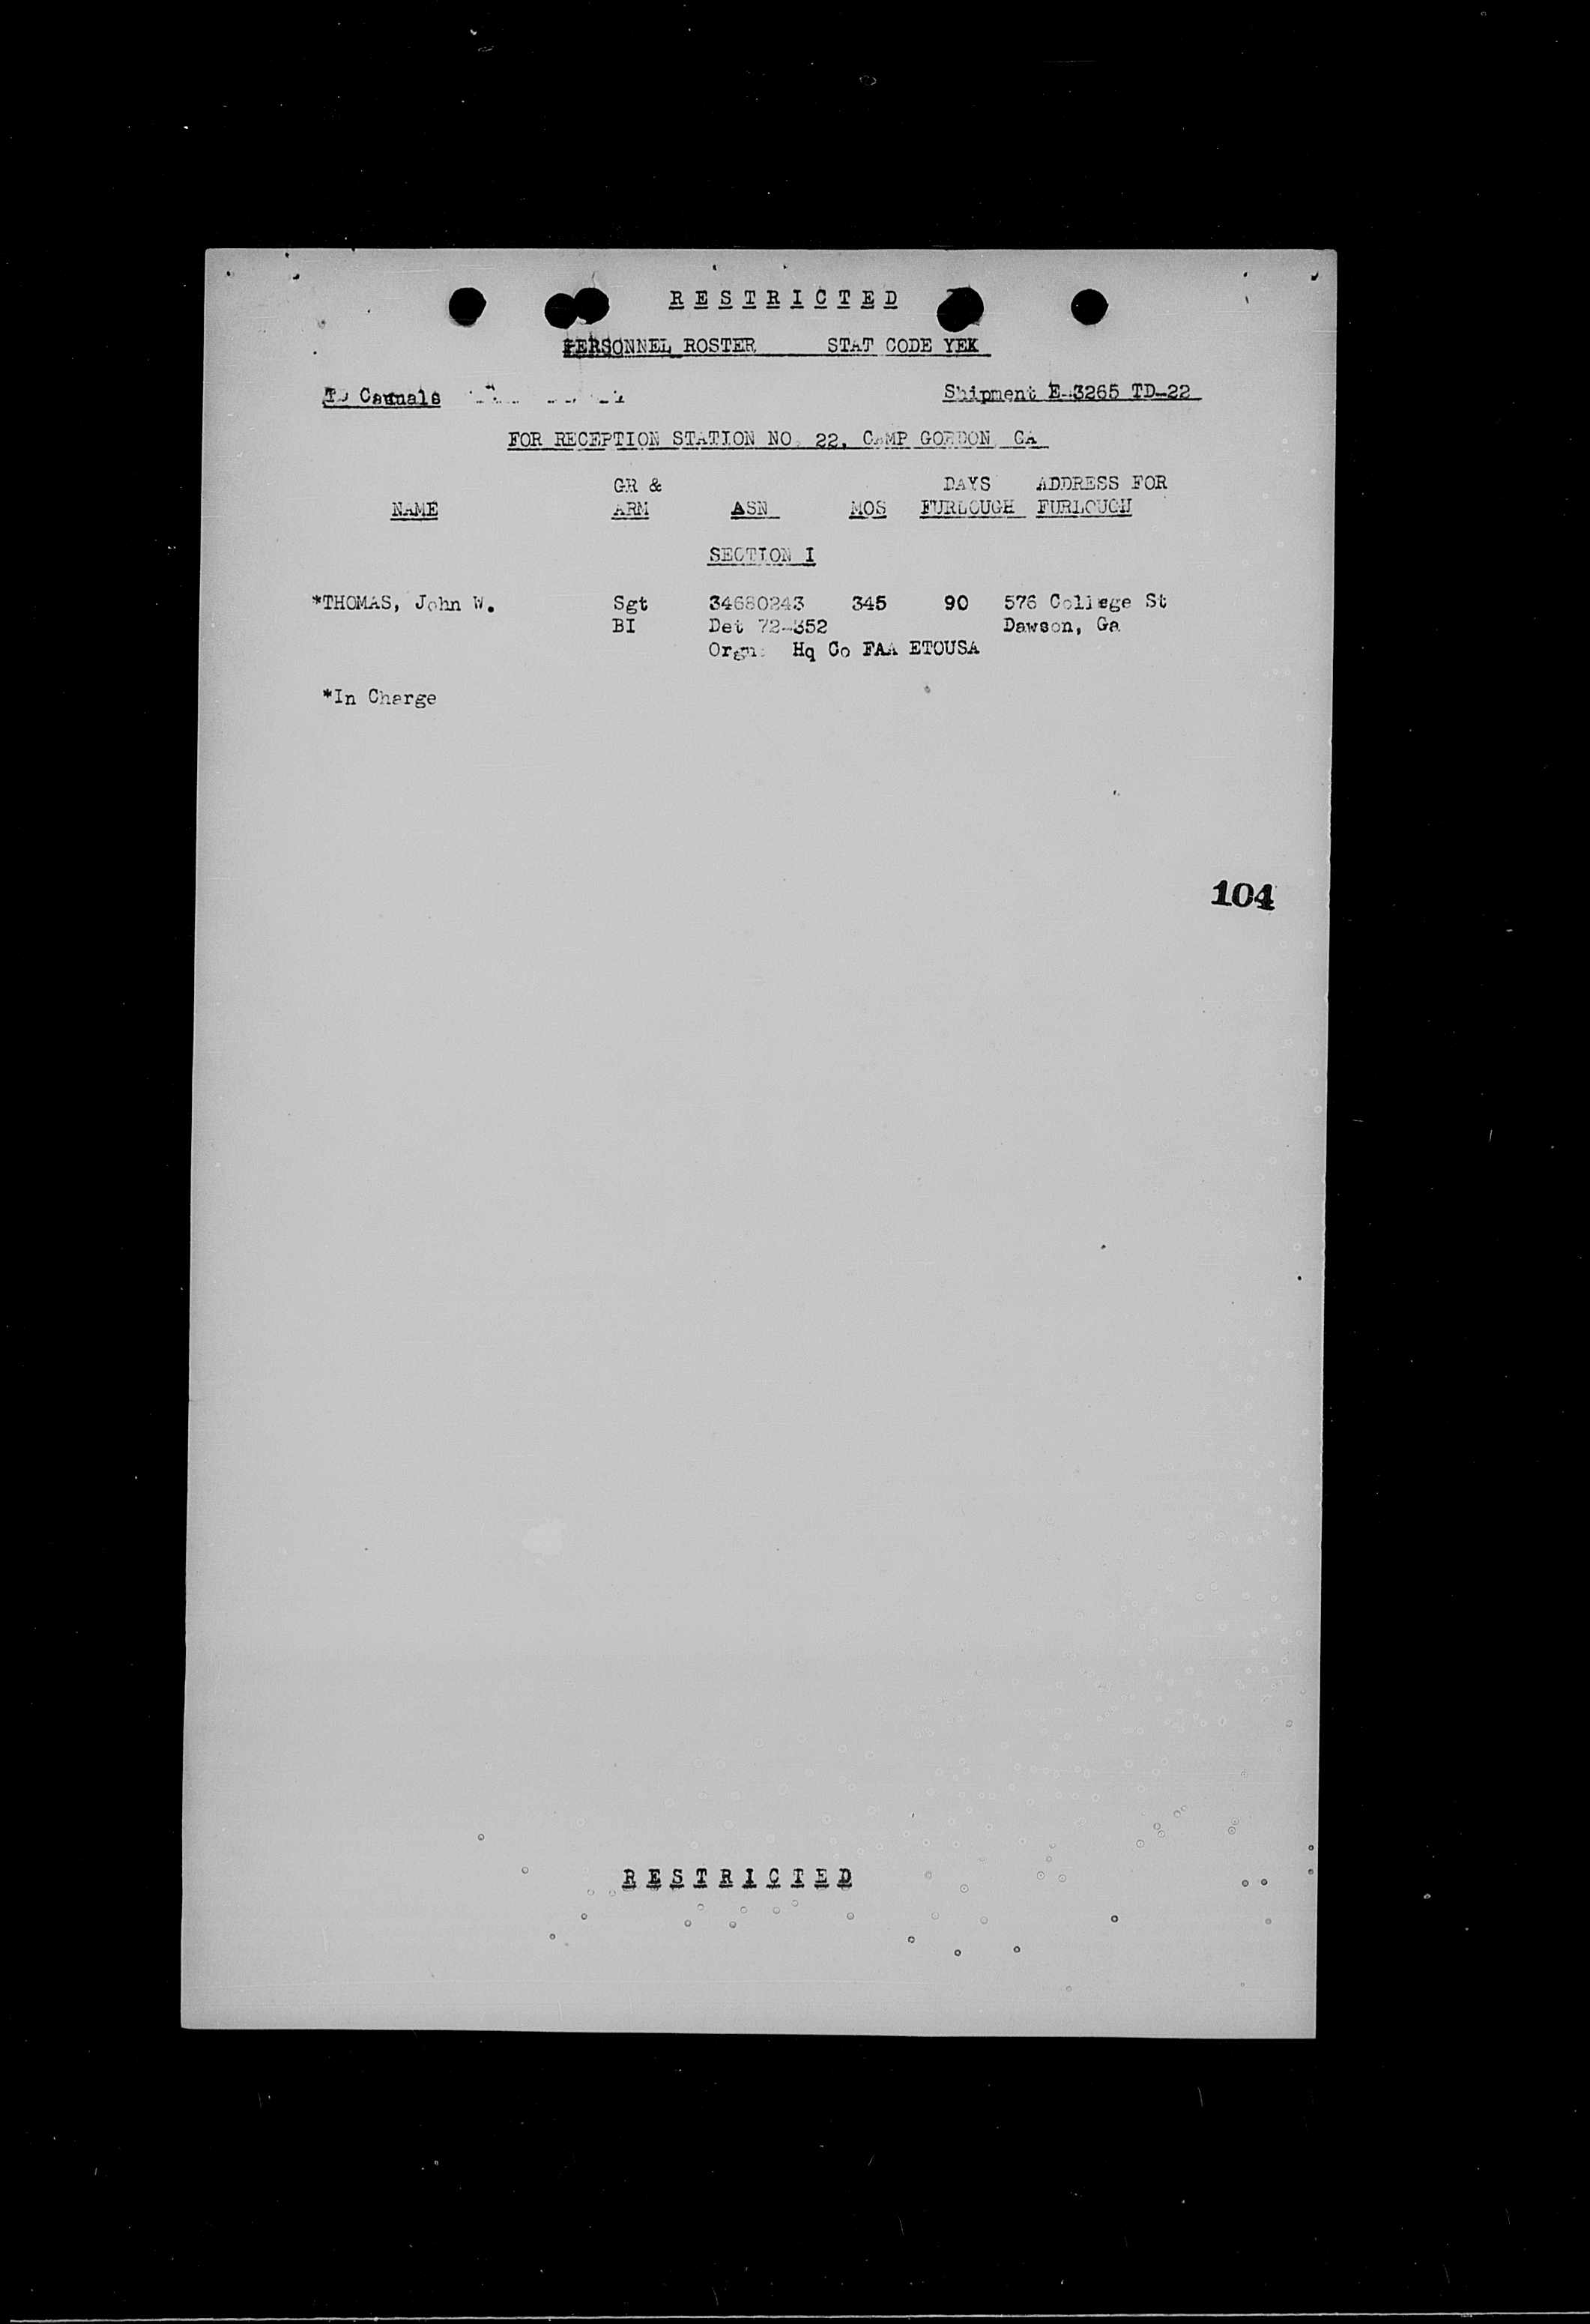 RESTRICTED
PERSONNEL ROSTER STAT CODE YEK
Casuals Shipment E-3265 TD-22
FOR RECEPTION STATION NO. 22, CAMP GORDON GA
GR & DAYS ADDRESS FOR
NAME ARM ASN MOS FURLOUGH FURLOUGH
SECTION I
*THOMAS, John W. Sgt 34680243 345 90 576 College St
BI Det 72-352 Dawson, Ga
Orgn: Hq Co FAA ETOUSA
*In Charge
104
RESTRICTED